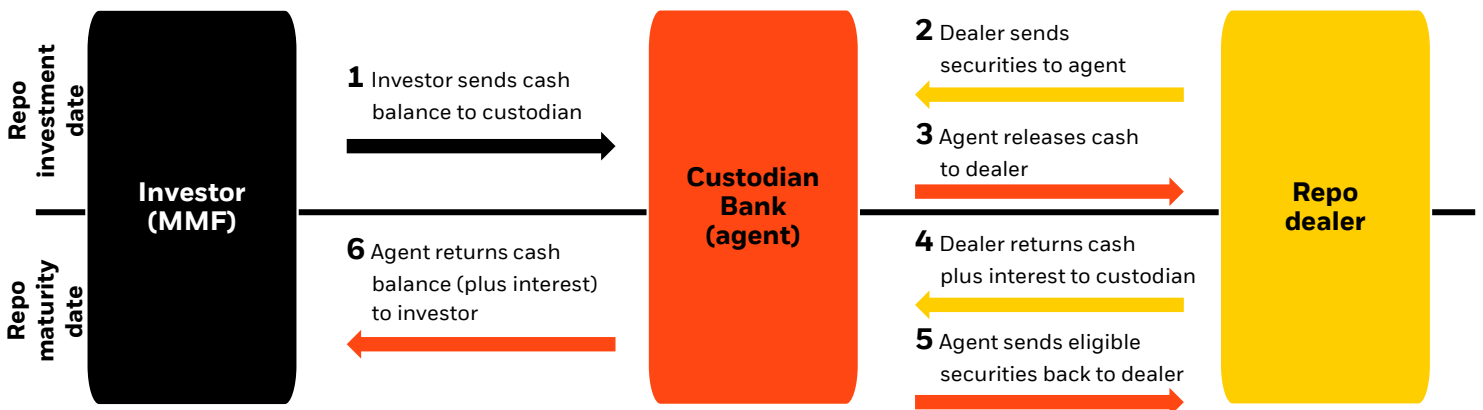 Repo
investment
date
Investor
(MMF)
1 Investor sends cash
balance to custodian
Custodian
Bank
(agent)
2 Dealer sends
securities to agent
3 Agent releases cash
to dealer
Repo
dealer
Repo
maturity
date
6 Agent returns cash
balance (plus interest)
to investor
4 Dealer returns cash
plus interest to custodian
5 Agent sends eligible
securities back to dealer